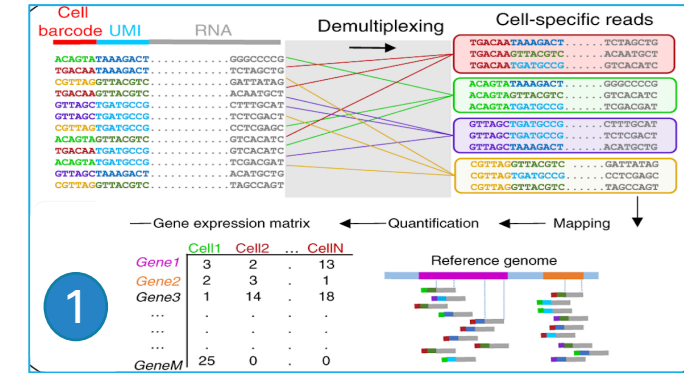 Cell
barcode UMI RNA
Demultiplexing
Cell-specific reads
ACAGTATAAAGACT..........GGGCCCCG
TGACAATAAAGACT..........TCTAGCTG
CGTTAGGTTACGTC..........GATTATAG
TGACAAGTTACGTC..........ACAATGCT
GTTAGCTGATGCCG..........CTTTGCAT
GTTAGCTGATGCCG..........TCTCGACT
CGTTAGTGATGCCG..........CCTCGAGC
ACAGTAGTTACGTC..........GTCACATC
TGACAATGATGCCG..........GTCACATC
ACAGTATGATGCCG..........TCGACGAT
GTTAGCTAAAGACT..........ACATGCTG
CGTTAGGTTACGTC..........TAGCCAGT
TGACAATAAAGACT......TCTAGCTG
TGACAAGTTACGTC......ACAATGCT
TGACAATGATGCCG......GTCACATC
ACAGTATAAAGACT......GGGCCCCG
ACAGTAGTTACGTC......GTCACATC
ACAGTATGATGCCG......TCGACGAT
GTTAGCTGATGCCG......CTTTGCAT
GTTAGCTGATGCCG......TCTCGACT
GTTAGCTAAAGACT......ACATGCTG
CGTTAGGTTACGTC......GATTATAG
CGTTAGTGATGCCG......CCTCGAGC
CGTTAGGTTACGTC......TAGCCAGT
Gene expression matrix Quantification Mapping
Cell1 Cell2 ... CellN
Gene1 3 2 . 13
Gene2 2 3 . 1
Gene3 1 14 . 18
... . . . .
... . . . .
... . . . .
GeneM 25 0 . 0
Reference genome
1